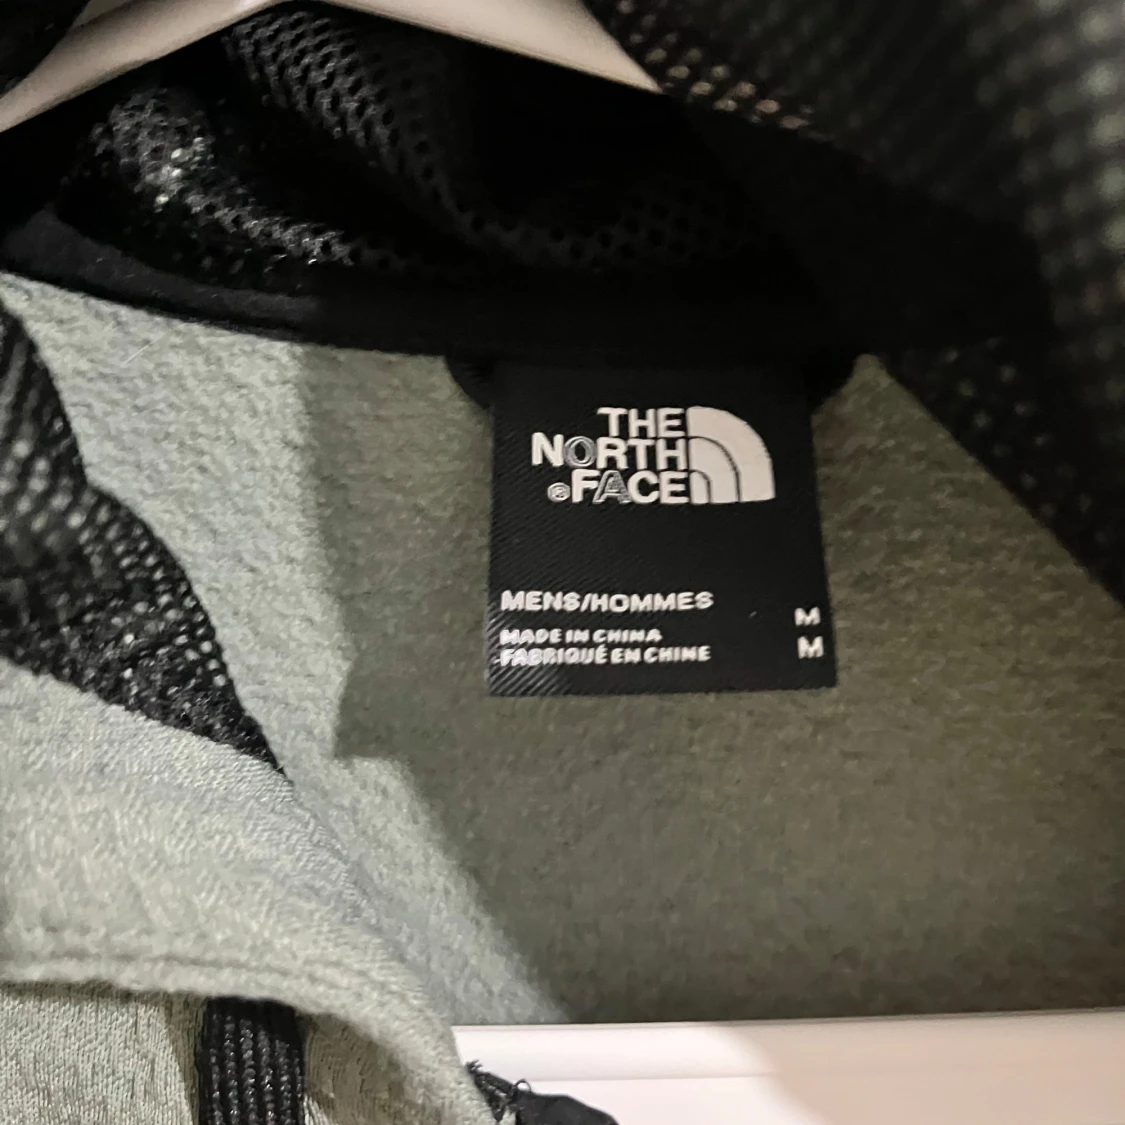 THE
NORTH
®FACE
MENS/HOMMES M
MADE IN CHINA
FABRIQUÉ EN CHINE M